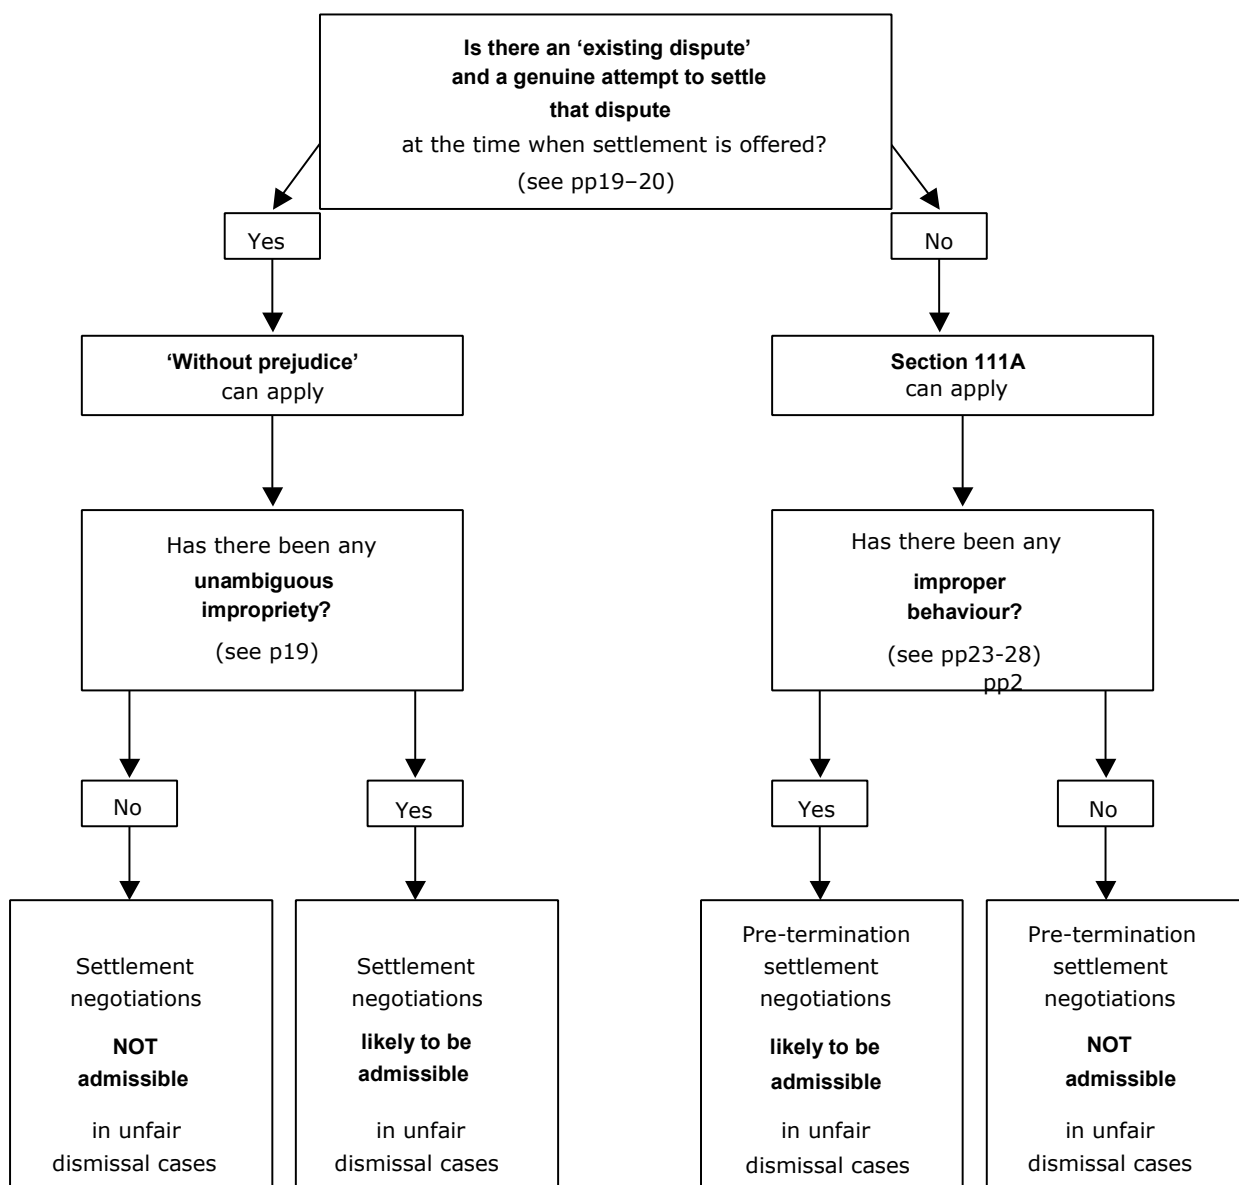 Is there an ‘existing dispute’
and a genuine attempt to settle
that dispute
at the time when settlement is offered?
(see pp19–20)
Yes
No
‘Without prejudice’
can apply
Section 111A
can apply
Has there been any
unambiguous
impropriety?
(see p19)
Has there been any
improper
behaviour?
(see pp23-28)
pp2
No
Yes
Yes
No
Settlement
negotiations
NOT
admissible
in unfair
dismissal cases
Settlement
negotiations
likely to be
admissible
in unfair
dismissal cases
Pre-termination
settlement
negotiations
likely to be
admissible
in unfair
dismissal cases
Pre-termination
settlement
negotiations
NOT
admissible
in unfair
dismissal cases